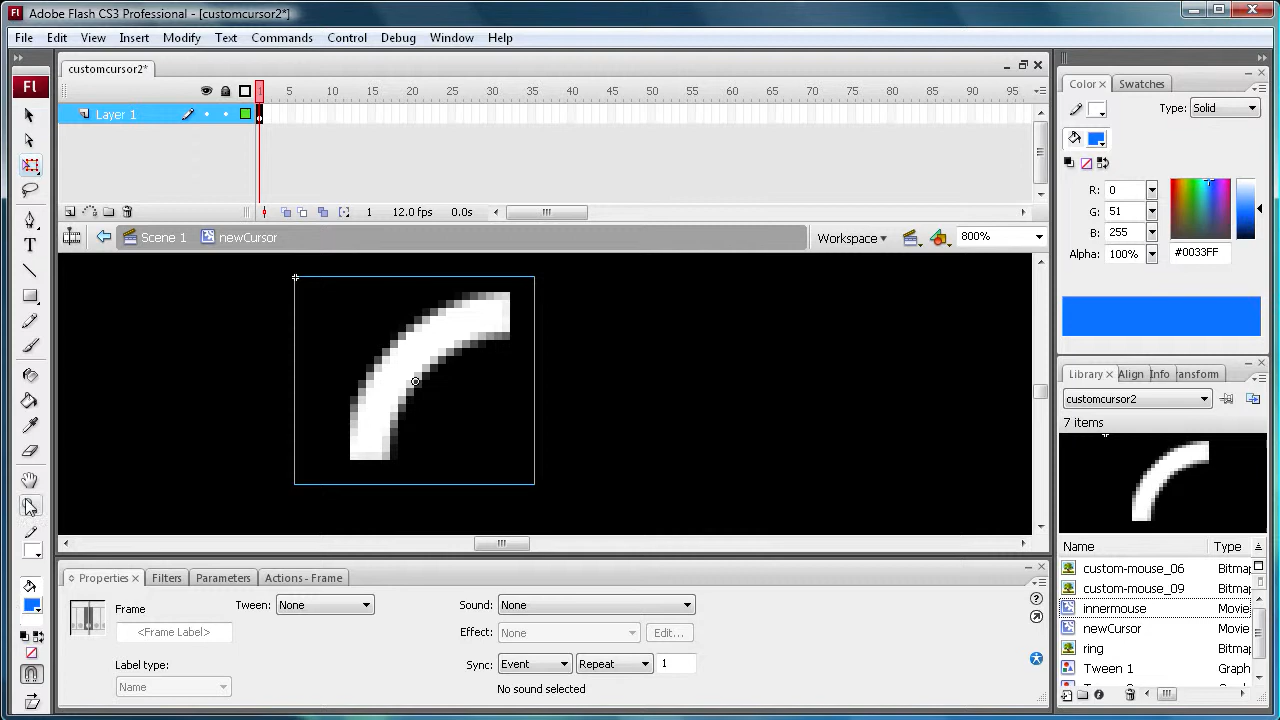 Fl Adobe Flash CS3 Professional - [customcursor2*]
File Edit View Insert Modify Text Commands Control Debug Window Help
customcursor2*
Fl
1 5 10 15 20 25 30 35 40 45 50 55 60 65 70 75 80 85 90 95
Layer 1
1 12.0 fps 0.0s
Scene 1 newCursor Workspace 800%
Color Swatches
Type: Solid
R: 0
G: 51
B: 255
Alpha: 100% #0033FF
Library Align Info ransform
customcursor2
7 items
Name Type
custom-mouse_06 Bitmap
custom-mouse_09 Bitmap
innermouse Movie
newCursor Movie
ring Bitmap
Tween 1 Graph
T
Properties Filters Parameters Actions - Frame
Frame
<Frame Label>
Label type:
Name
Tween: None
Sound: None
Effect: None Edit...
Sync: Event Repeat 1
No sound selected